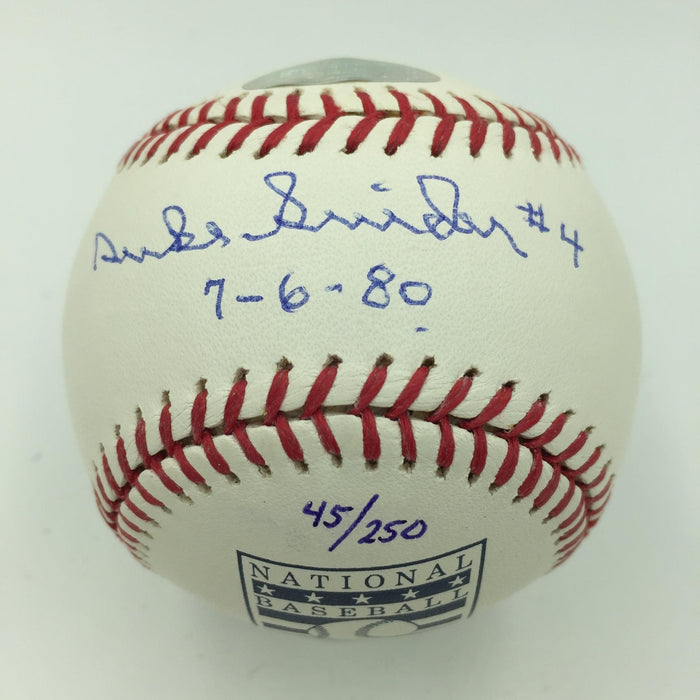 Duke Snider #4
7-6-80
45/250
NATIONAL
BASEBALL